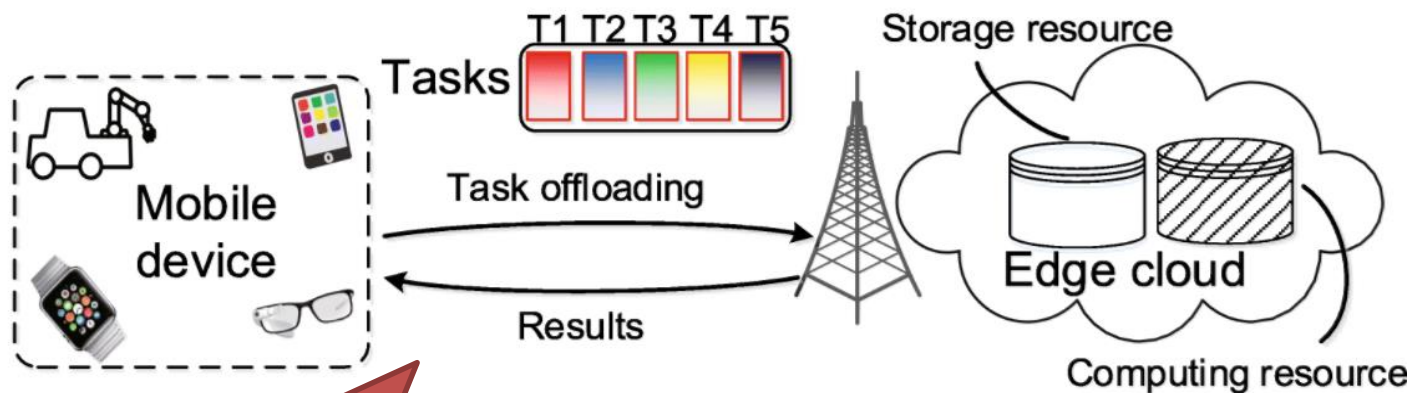 T1 T2 T3 T4 T5
Tasks
Storage resource
Mobile
device
Task offloading
Results
Edge cloud
Computing resource